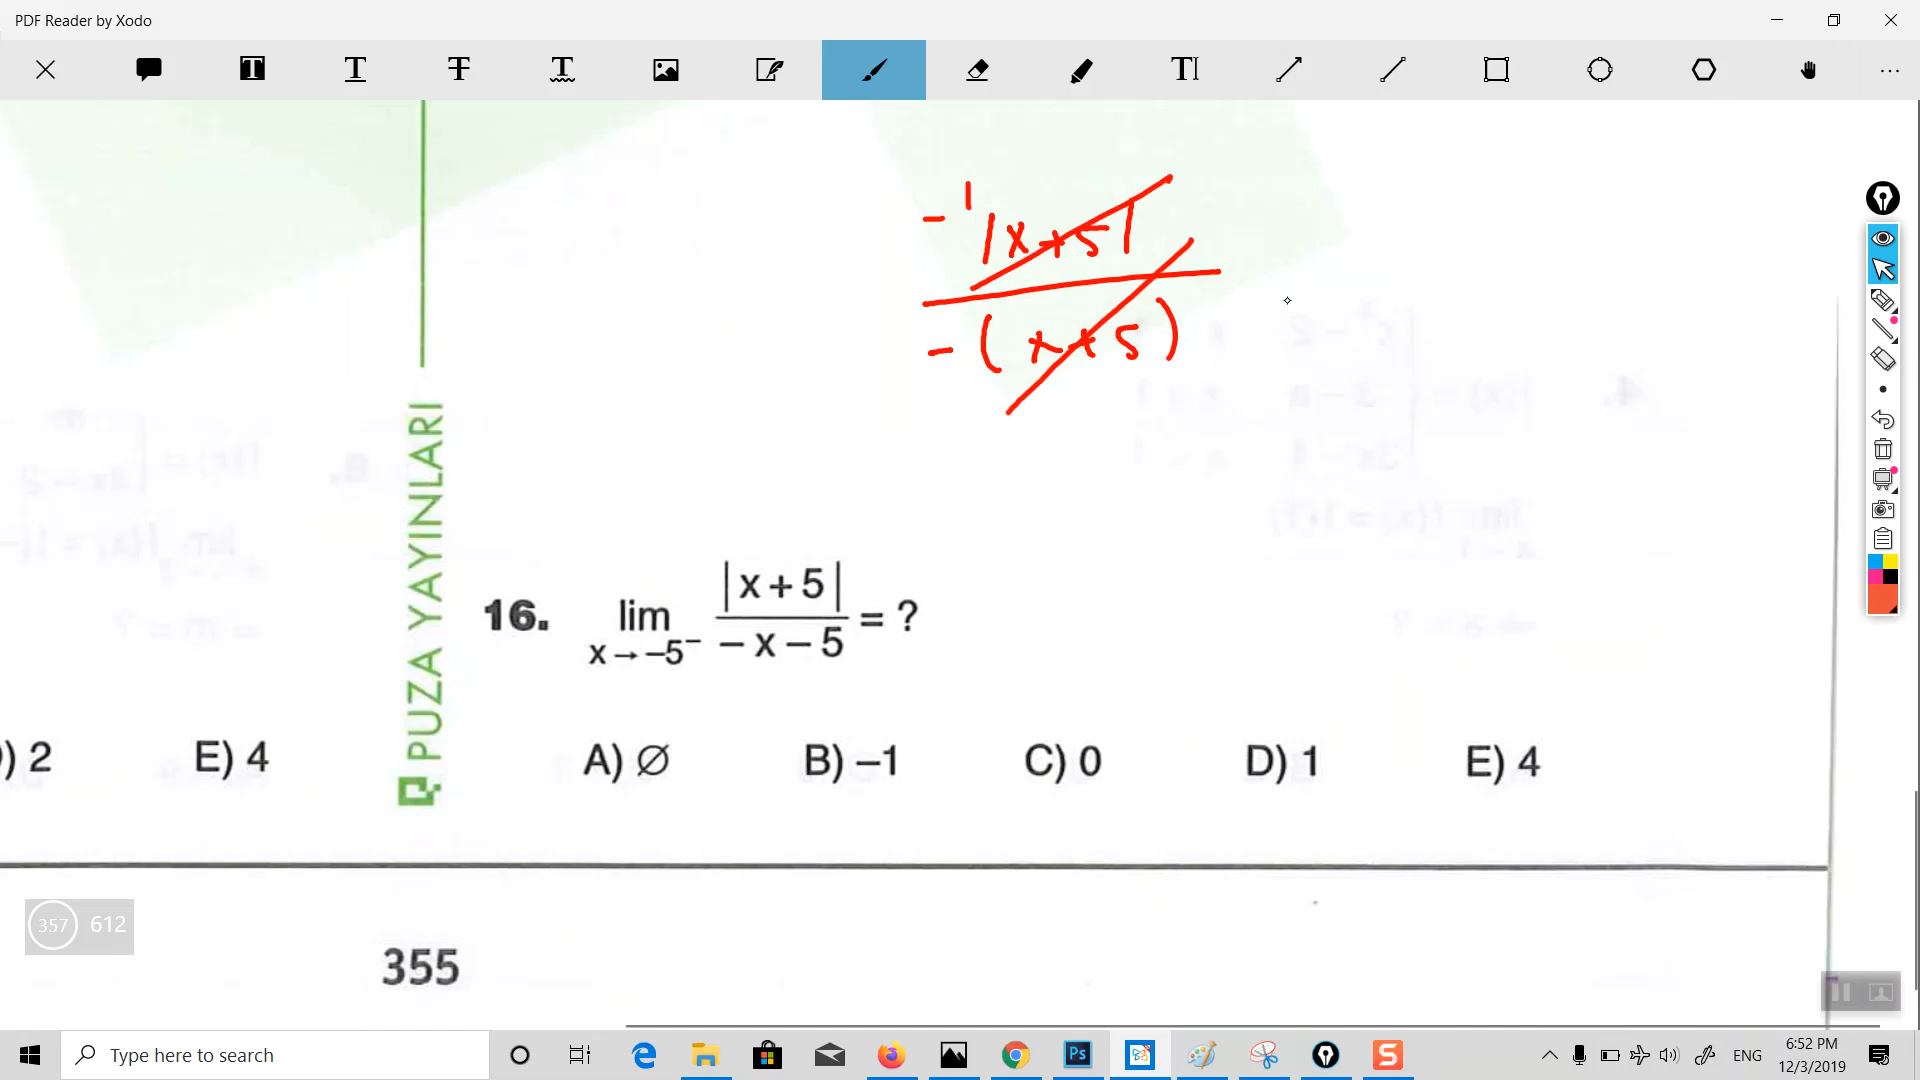 PDF Reader by Xodo
-1 |x+5|
-( x+5 )
PUZA YAYINLARI
16. lim x→-5⁻ |x+5| / -x-5 = ?
) 2 E) 4
A) ∅ B) -1 C) 0 D) 1 E) 4
357 612
355
Type here to search
ENG
6:52 PM
12/3/2019